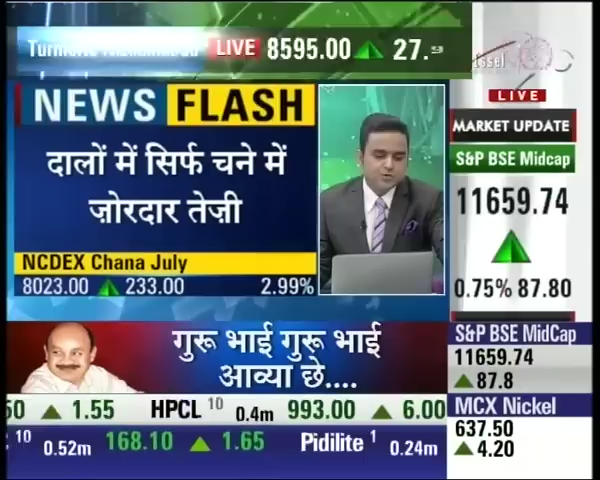 LIVE 8595.00 27.
LIVE
NEWS FLASH
दालों में सिर्फ चने में
ज़ोरदार तेज़ी
NCDEX Chana July
8023.00 233.00 2.99%
MARKET UPDATE
S&P BSE Midcap
11659.74
0.75% 87.80
गुरू भाई गुरू भाई
आव्या छे....
S&P BSE MidCap
11659.74
87.8
MCX Nickel
637.50
4.20
50 1.55 HPCL 10 0.4m 993.00 6.00
10 0.52m 168.10 1.65 Pidilite 1 0.24m